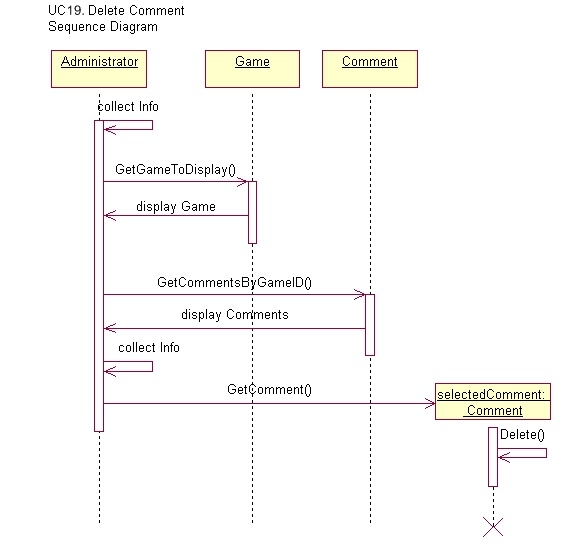 UC19. Delete Comment
Sequence Diagram
Administrator
Game
Comment
collect Info
GetGameToDisplay()
display Game
GetCommentsByGameID()
display Comments
collect Info
GetComment()
selectedComment:
Comment
Delete()